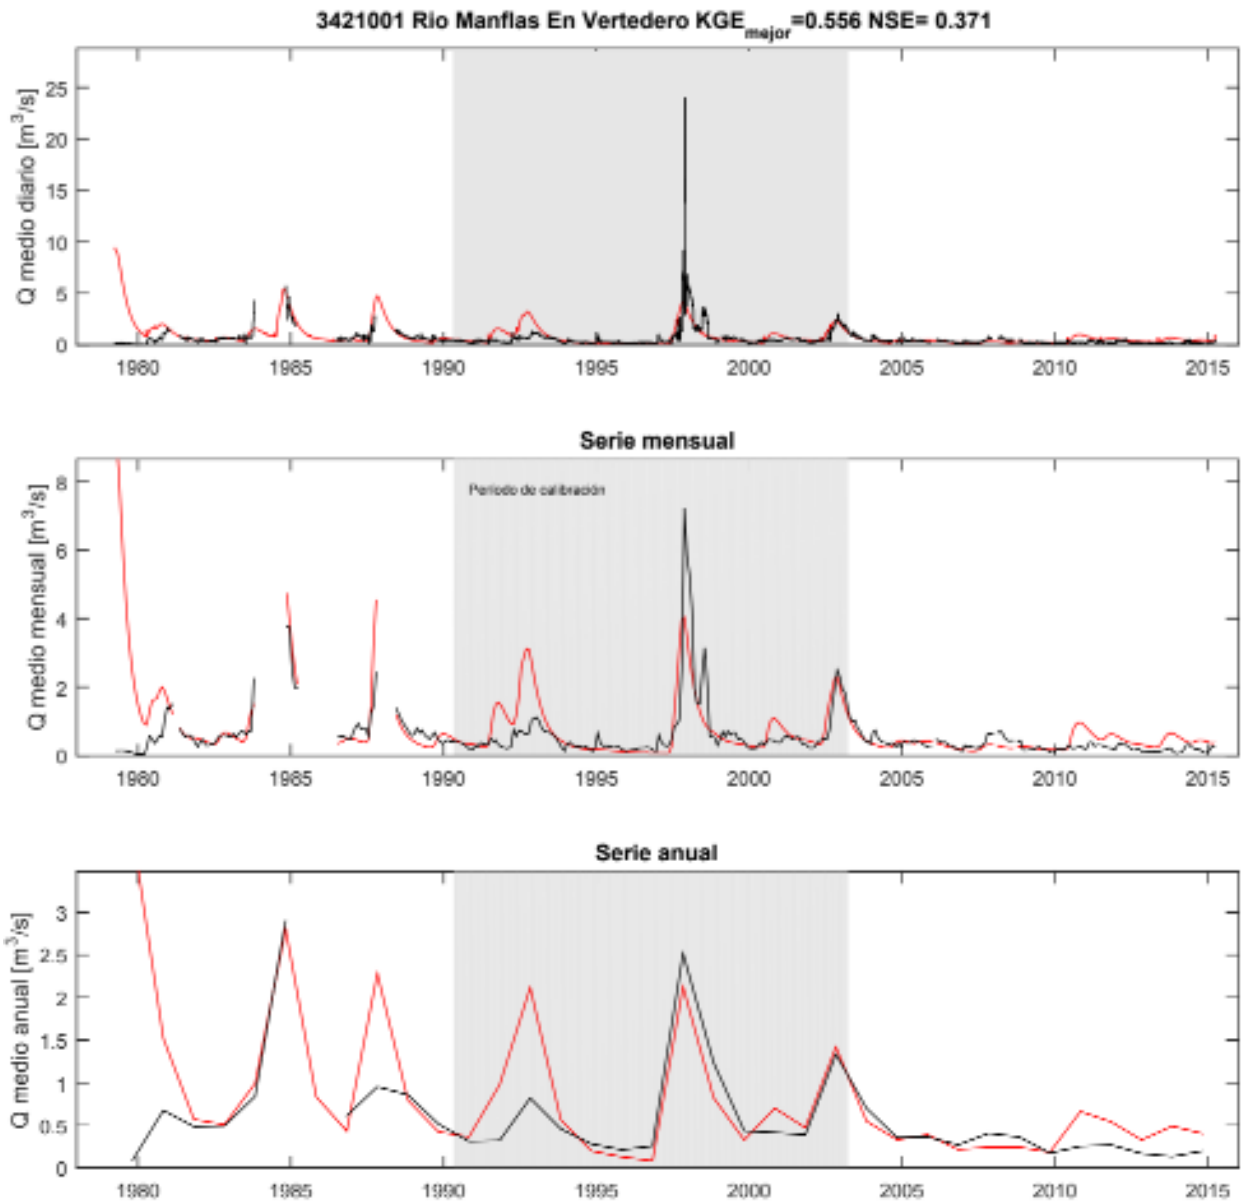 3421001 Rio Manflas En Vertedero KGE_mejor=0.556 NSE= 0.371
Q medio diario [m³/s]
25
20
15
10
5
0
1980 1985 1990 1995 2000 2005 2010 2015
Serie mensual
Q medio mensual [m³/s]
Período de calibración
8
6
4
2
0
1980 1985 1990 1995 2000 2005 2010 2015
Serie anual
Q medio anual [m³/s]
3
2.5
2
1.5
1
0.5
0
1980 1985 1990 1995 2000 2005 2010 2015